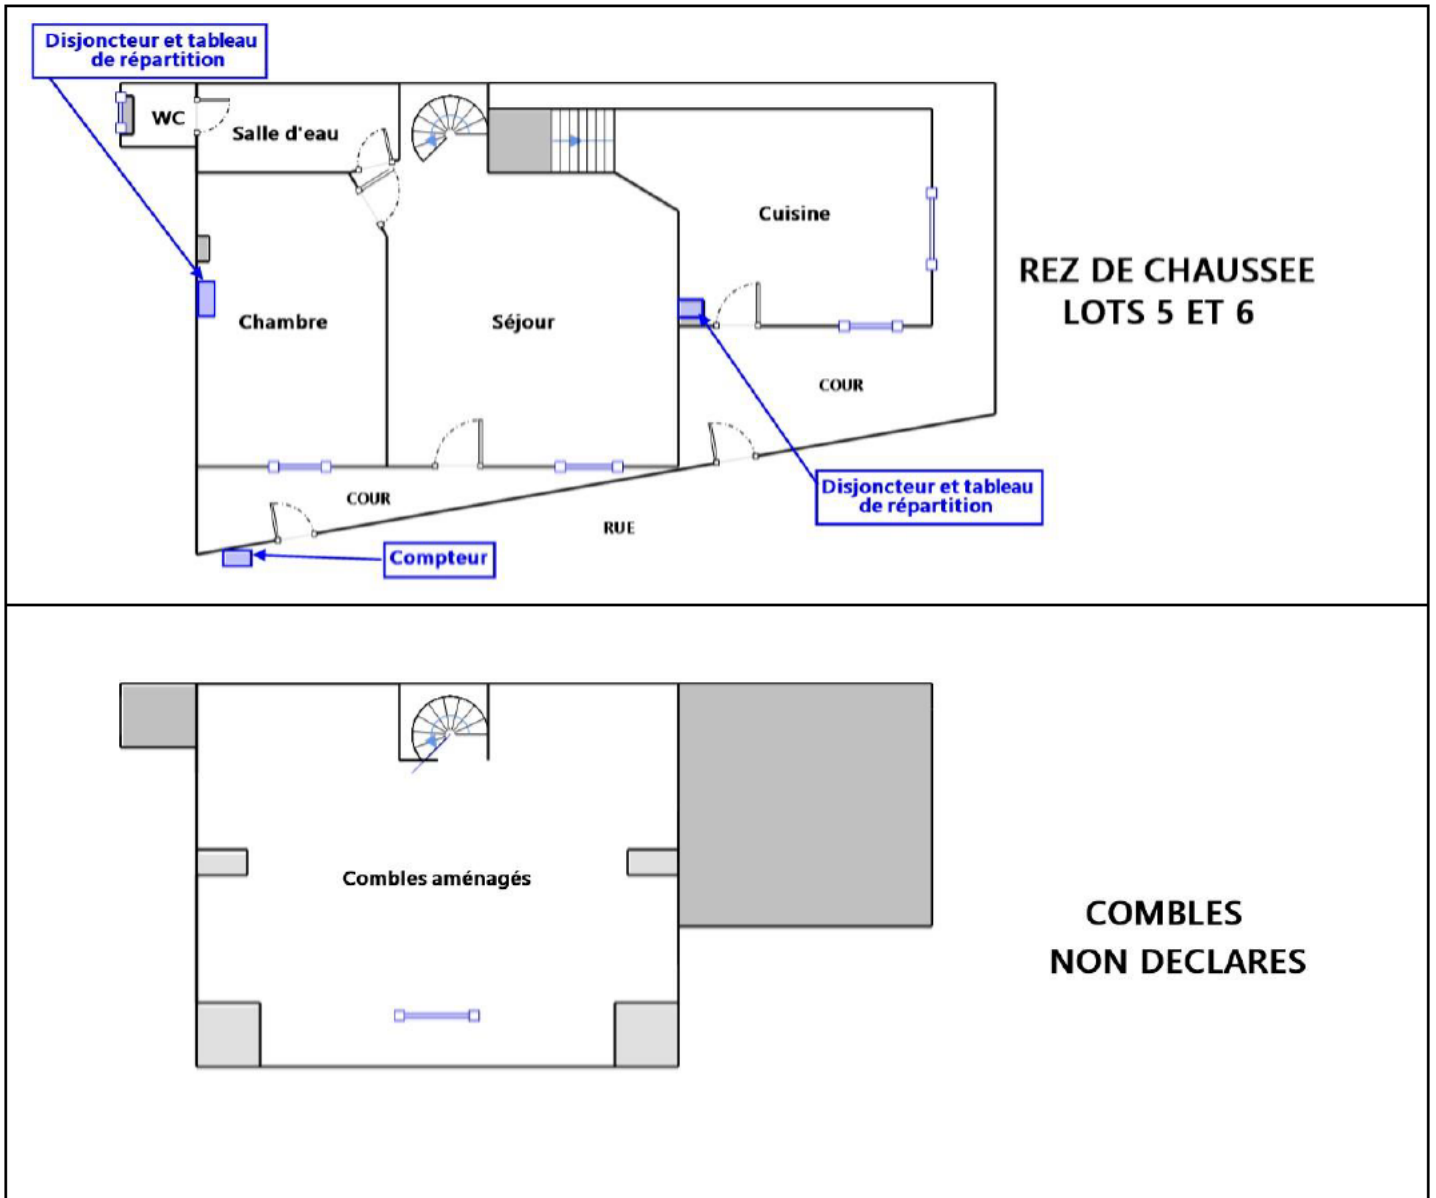 Disjoncteur et tableau
de répartition
WC
Salle d'eau
Cuisine
REZ DE CHAUSSEE
LOTS 5 ET 6
Chambre
Séjour
COUR
Disjoncteur et tableau
de répartition
COUR
RUE
Compteur
Combles aménagés
COMBLES
NON DECLARES